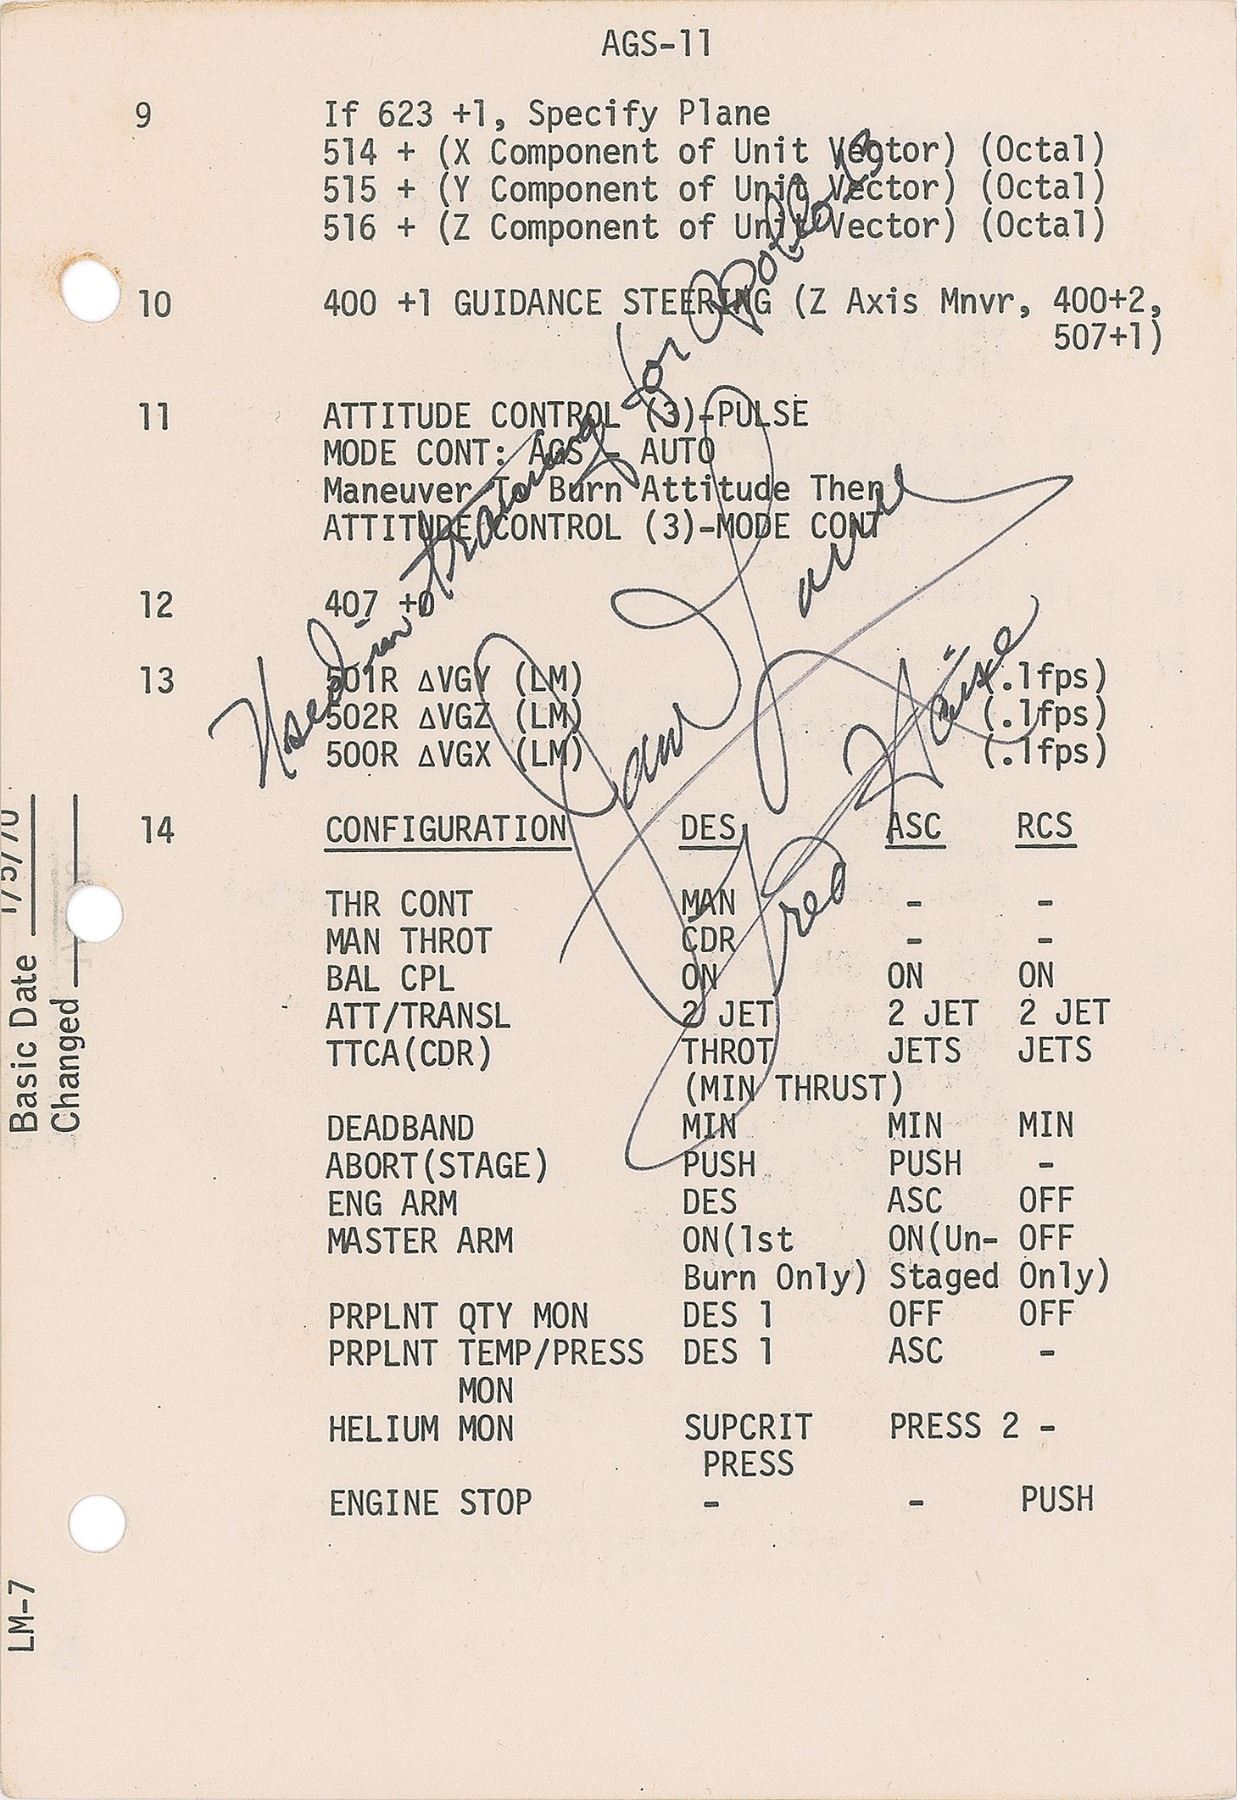 AGS-11
9 If 623 +1, Specify Plane
514 + (X Component of Unit Vector) (Octal)
515 + (Y Component of Unit Vector) (Octal)
516 + (Z Component of Unit Vector) (Octal)
10 400 +1 GUIDANCE STEERING (Z Axis Mnvr, 400+2,
507+1)
11 ATTITUDE CONTROL (3)-PULSE
MODE CONT: AGS - AUTO
Maneuver To Burn Attitude Then
ATTITUDE CONTROL (3)-MODE CONT
12 407 +0
13 501R ΔVGY (LM) (.1fps)
502R ΔVGZ (LM) (.1fps)
500R ΔVGX (LM) (.1fps)
14 CONFIGURATION DES ASC RCS
THR CONT MAN - -
MAN THROT CDR - -
BAL CPL ON ON ON
ATT/TRANSL 2 JET 2 JET 2 JET
TTCA(CDR) THROT JETS JETS
(MIN THRUST)
DEADBAND MIN MIN MIN
ABORT(STAGE) PUSH PUSH -
ENG ARM DES ASC OFF
MASTER ARM ON(1st ON(Un- OFF
Burn Only) Staged Only)
PRPLNT QTY MON DES 1 OFF OFF
PRPLNT TEMP/PRESS DES 1 ASC -
MON
HELIUM MON SUPCRIT PRESS 2 -
PRESS
ENGINE STOP - - PUSH
Used in training for Apollo 13
Fred Haise
Basic Date 1/5/70
Changed
LM-7